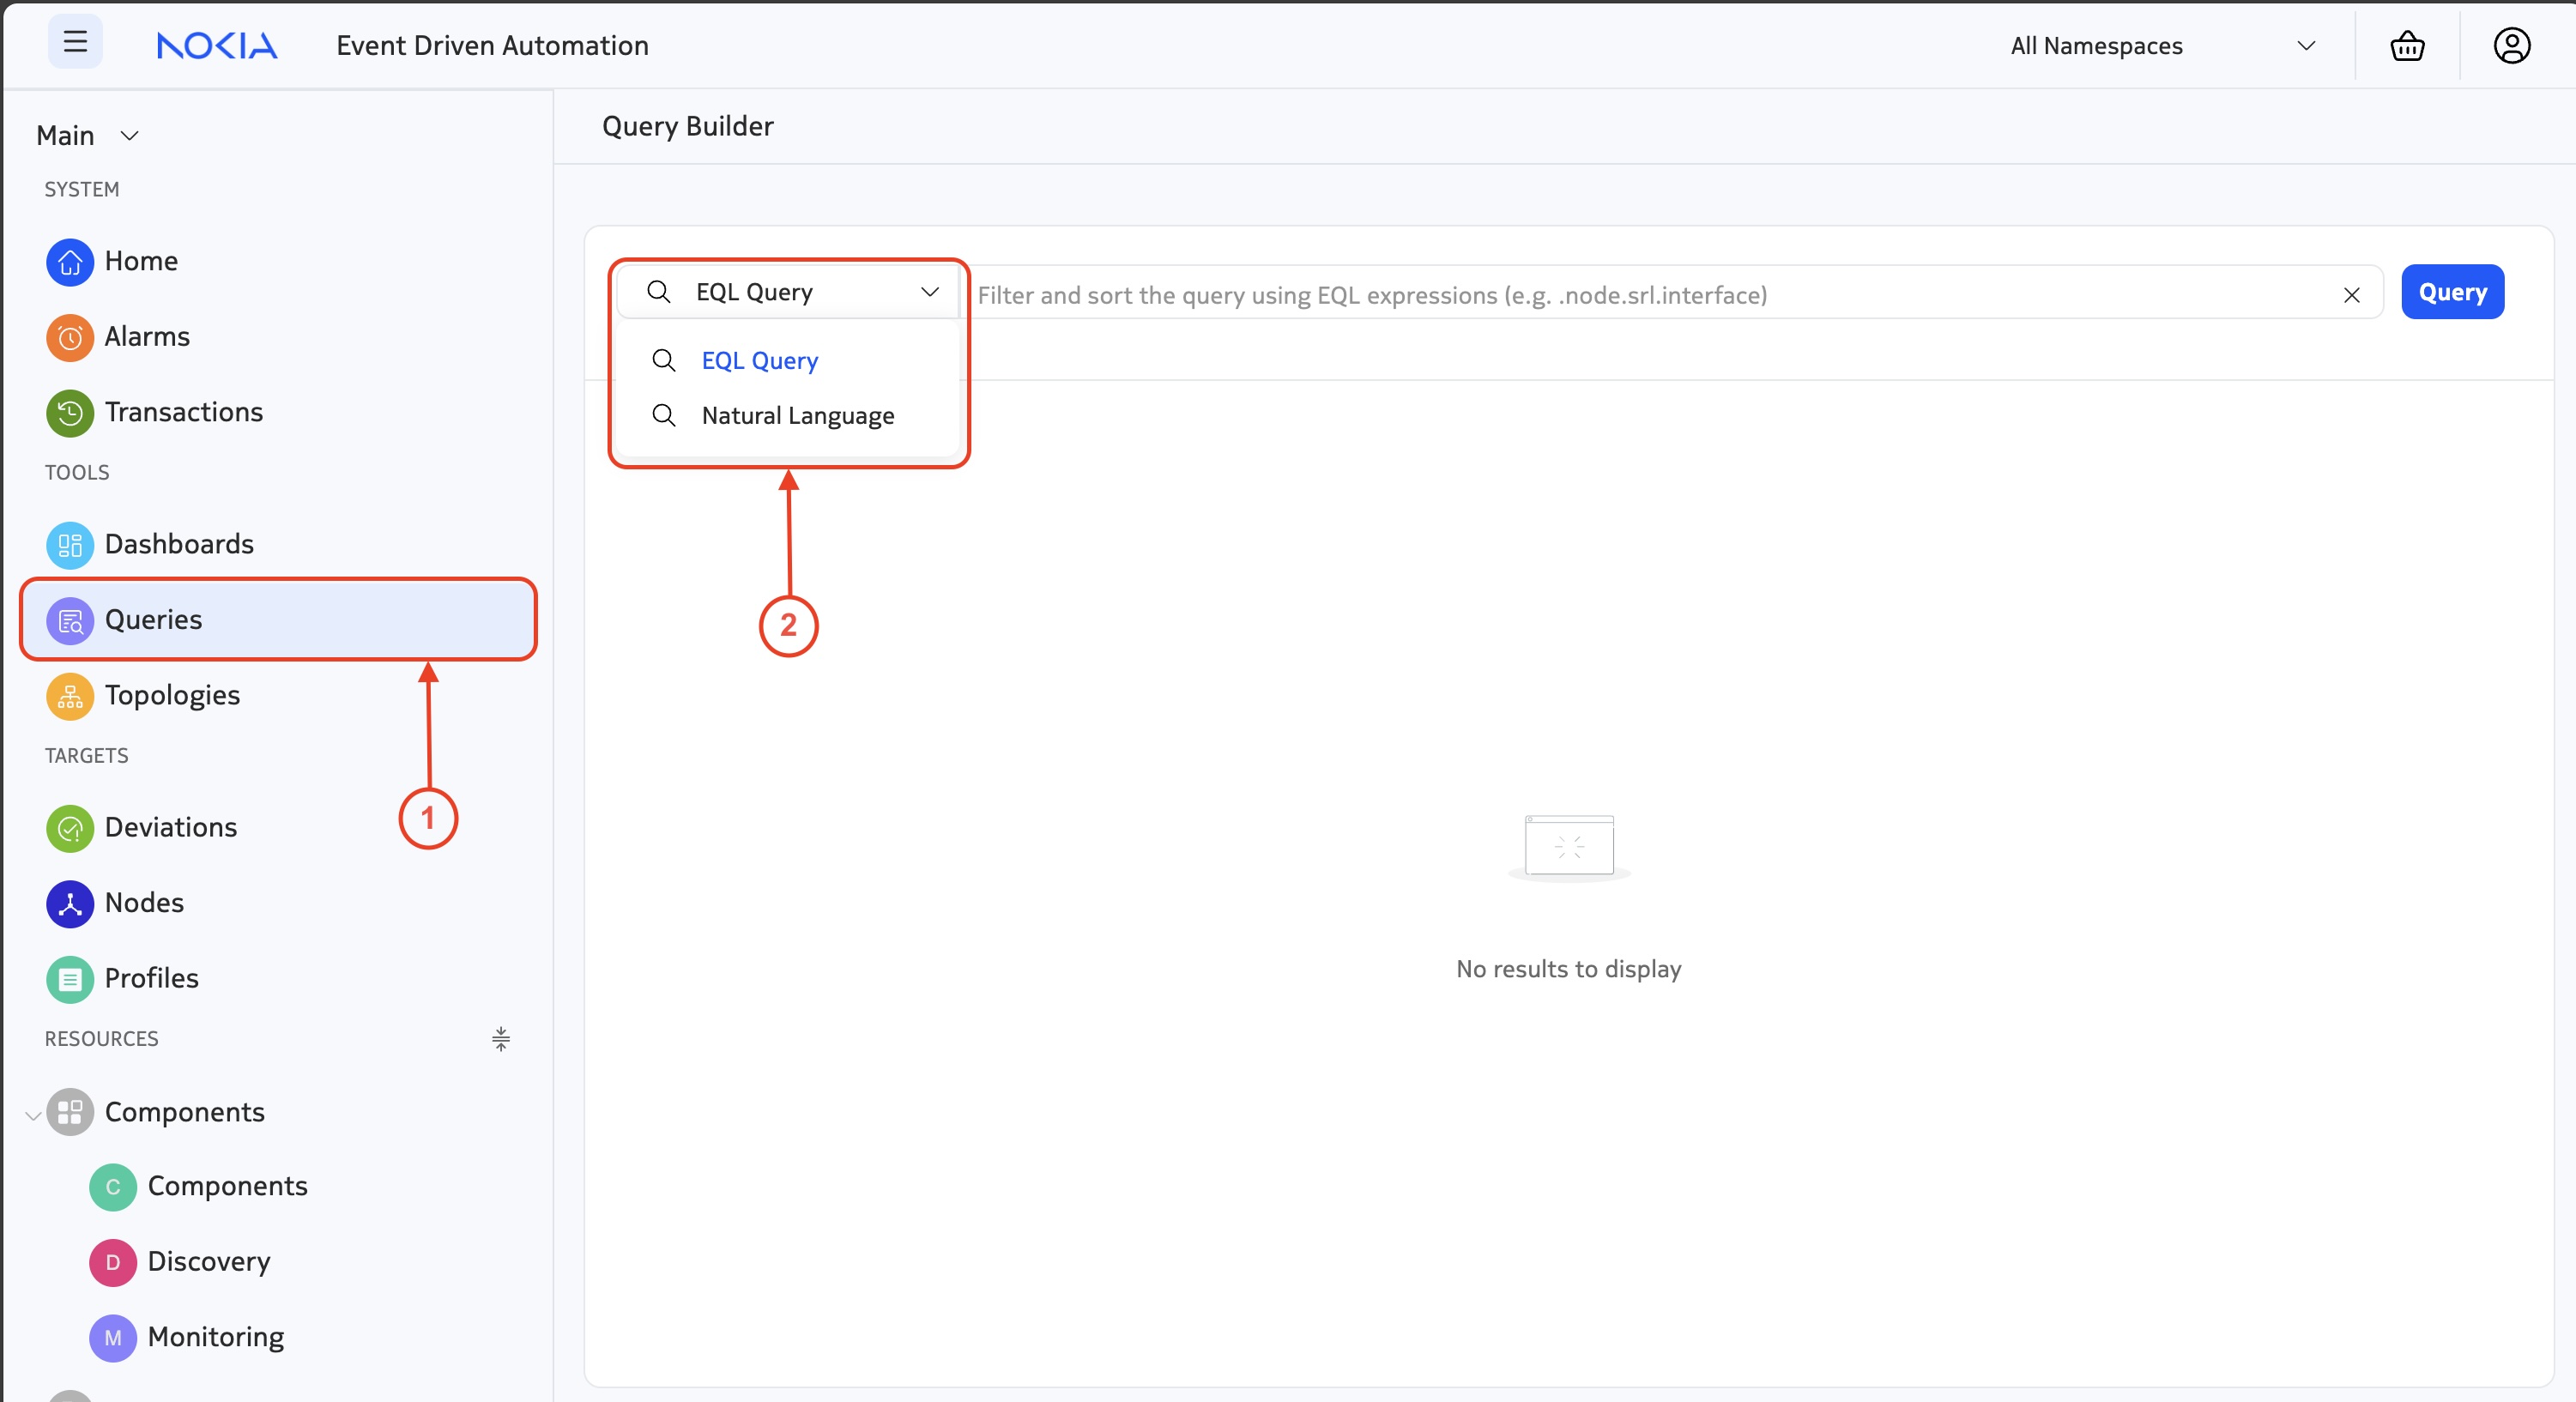 NOKIA
Event Driven Automation
All Namespaces
Main
SYSTEM
Home
Alarms
Transactions
TOOLS
Dashboards
Queries
Topologies
TARGETS
Deviations
1
Nodes
Profiles
RESOURCES
Components
C Components
D Discovery
M Monitoring
Query Builder
EQL Query
Filter and sort the query using EQL expressions (e.g. .node.srl.interface)
Query
EQL Query
Natural Language
2
No results to display